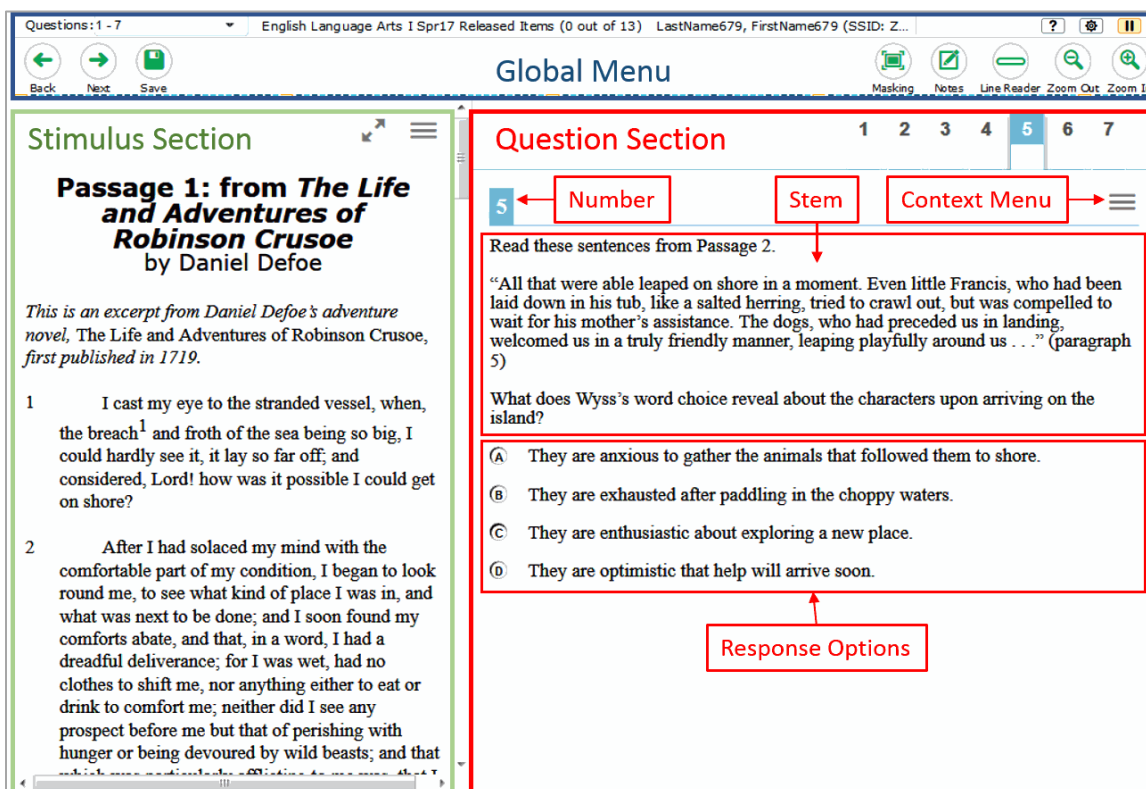 Questions: 1 - 7
English Language Arts I Spr17 Released Items (0 out of 13) LastName679, FirstName679 (SSID: Z...
?
Back
Next
Save
Global Menu
Masking
Notes
Line Reader
Zoom Out
Zoom I
Stimulus Section
Passage 1: from The Life
and Adventures of
Robinson Crusoe
by Daniel Defoe
This is an excerpt from Daniel Defoe's adventure
novel, The Life and Adventures of Robinson Crusoe,
first published in 1719.
1 I cast my eye to the stranded vessel, when,
the breach1 and froth of the sea being so big, I
could hardly see it, it lay so far off; and
considered, Lord! how was it possible I could get
on shore?
2 After I had solaced my mind with the
comfortable part of my condition, I began to look
round me, to see what kind of place I was in, and
what was next to be done; and I soon found my
comforts abate, and that, in a word, I had a
dreadful deliverance; for I was wet, had no
clothes to shift me, nor anything either to eat or
drink to comfort me; neither did I see any
prospect before me but that of perishing with
hunger or being devoured by wild beasts; and that
Question Section
1 2 3 4 5 6 7
5
Number
Stem
Context Menu
Read these sentences from Passage 2.
“All that were able leaped on shore in a moment. Even little Francis, who had been
laid down in his tub, like a salted herring, tried to crawl out, but was compelled to
wait for his mother’s assistance. The dogs, who had preceded us in landing,
welcomed us in a truly friendly manner, leaping playfully around us . . .” (paragraph
5)
What does Wyss’s word choice reveal about the characters upon arriving on the
island?
A They are anxious to gather the animals that followed them to shore.
B They are exhausted after paddling in the choppy waters.
C They are enthusiastic about exploring a new place.
D They are optimistic that help will arrive soon.
Response Options